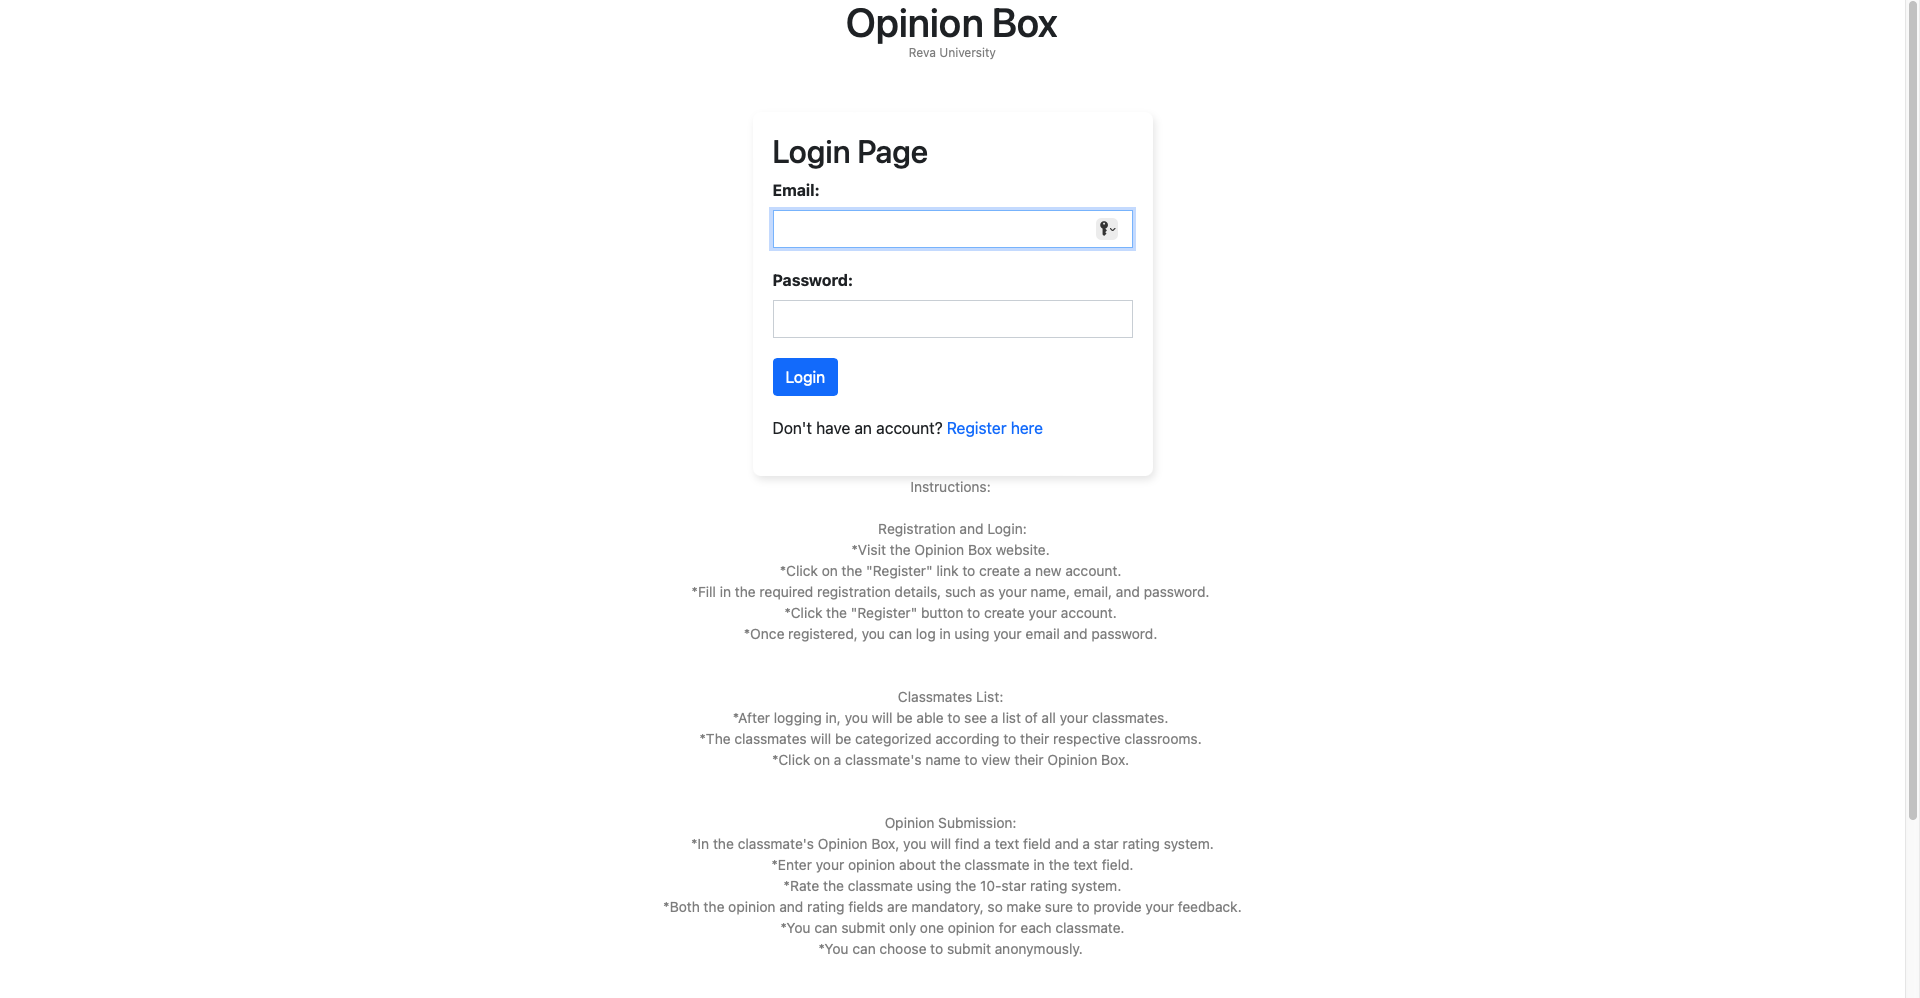 Opinion Box
Reva University
Login Page
Email:
Password:
Login
Don't have an account? Register here
Instructions:
Registration and Login:
*Visit the Opinion Box website.
*Click on the "Register" link to create a new account.
*Fill in the required registration details, such as your name, email, and password.
*Click the "Register" button to create your account.
*Once registered, you can log in using your email and password.
Classmates List:
*After logging in, you will be able to see a list of all your classmates.
*The classmates will be categorized according to their respective classrooms.
*Click on a classmate's name to view their Opinion Box.
Opinion Submission:
*In the classmate's Opinion Box, you will find a text field and a star rating system.
*Enter your opinion about the classmate in the text field.
*Rate the classmate using the 10-star rating system.
*Both the opinion and rating fields are mandatory, so make sure to provide your feedback.
*You can submit only one opinion for each classmate.
*You can choose to submit anonymously.